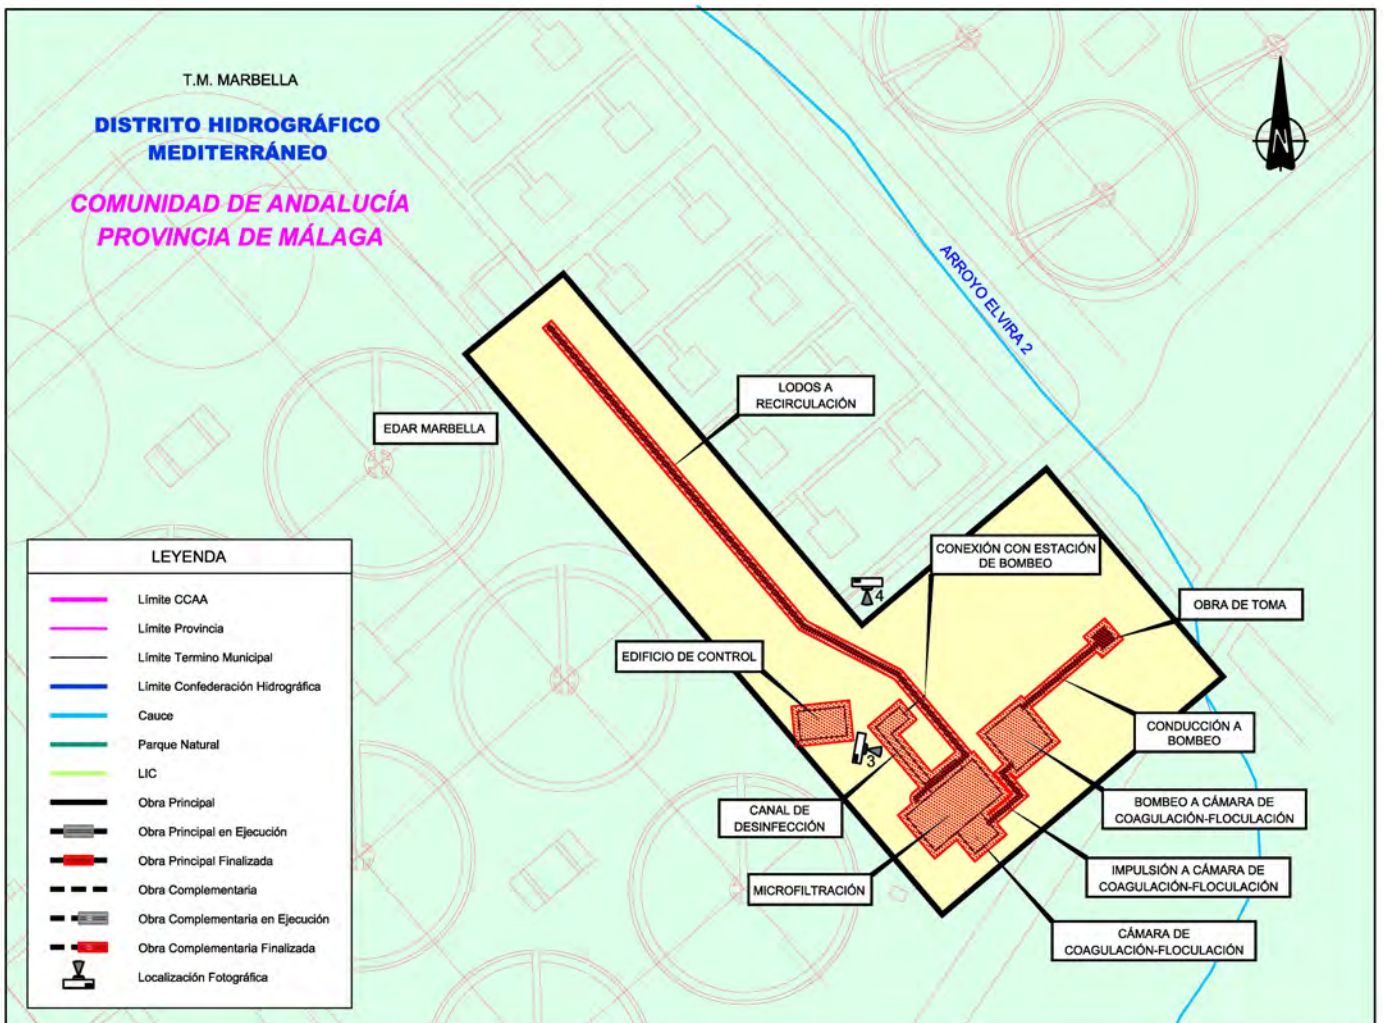 T.M. MARBELLA
DISTRITO HIDROGRÁFICO
MEDITERRÁNEO
COMUNIDAD DE ANDALUCÍA
PROVINCIA DE MÁLAGA
N
ARROYO ELVIRA 2
LODOS A
RECIRCULACIÓN
EDAR MARBELLA
CONEXIÓN CON ESTACIÓN
DE BOMBEO
4
OBRA DE TOMA
EDIFICIO DE CONTROL
3
CONDUCCIÓN A
BOMBEO
CANAL DE
DESINFECCIÓN
BOMBEO A CÁMARA DE
COAGULACIÓN-FLOCULACIÓN
MICROFILTRACIÓN
IMPULSIÓN A CÁMARA DE
COAGULACIÓN-FLOCULACIÓN
CÁMARA DE
COAGULACIÓN-FLOCULACIÓN
LEYENDA
Límite CCAA
Límite Provincia
Límite Termino Municipal
Límite Confederación Hidrográfica
Cauce
Parque Natural
LIC
Obra Principal
Obra Principal en Ejecución
Obra Principal Finalizada
Obra Complementaria
Obra Complementaria en Ejecución
Obra Complementaria Finalizada
Localización Fotográfica